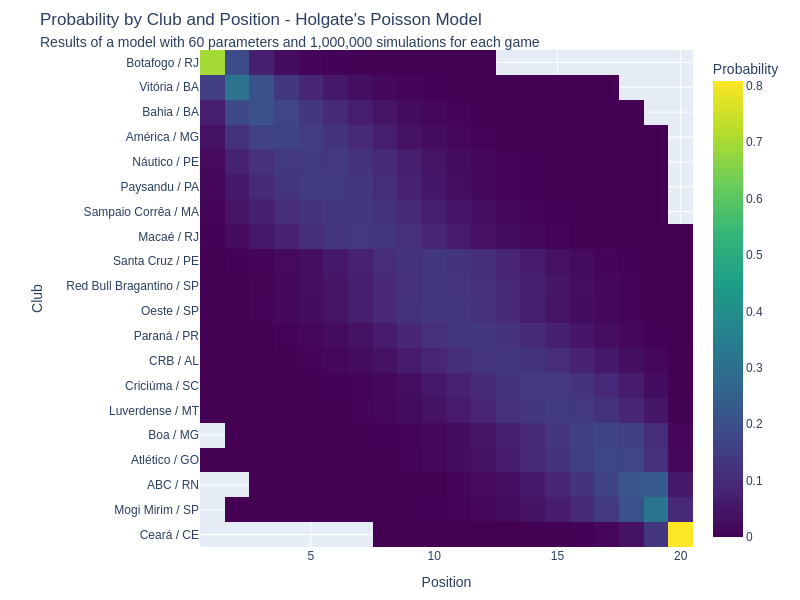 Probability by Club and Position - Holgate's Poisson Model
Results of a model with 60 parameters and 1,000,000 simulations for each game
Probability
Botafogo / RJ
Vitória / BA
Bahia / BA
América / MG
Náutico / PE
Paysandu / PA
Sampaio Corrêa / MA
Macaé / RJ
Santa Cruz / PE
Red Bull Bragantino / SP
Oeste / SP
Paraná / PR
CRB / AL
Criciúma / SC
Luverdense / MT
Boa / MG
Atlético / GO
ABC / RN
Mogi Mirim / SP
Ceará / CE
Club
5
10
15
20
Position
0.8
0.7
0.6
0.5
0.4
0.3
0.2
0.1
0